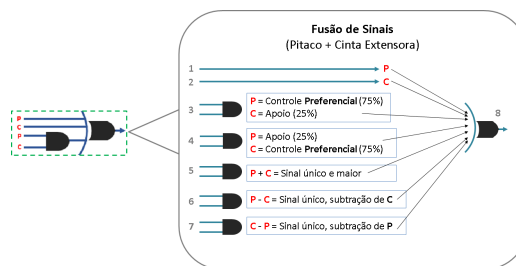 Fusão de Sinais
(Pitaco + Cinta Extensora)
1 P
2 C
3 P = Controle Preferencial (75%)
C = Apoio (25%)
4 P = Apoio (25%)
C = Controle Preferencial (75%)
5 P + C = Sinal único e maior
6 P - C = Sinal único, subtração de C
7 C - P = Sinal único, subtração de P
8
P
C
P
C